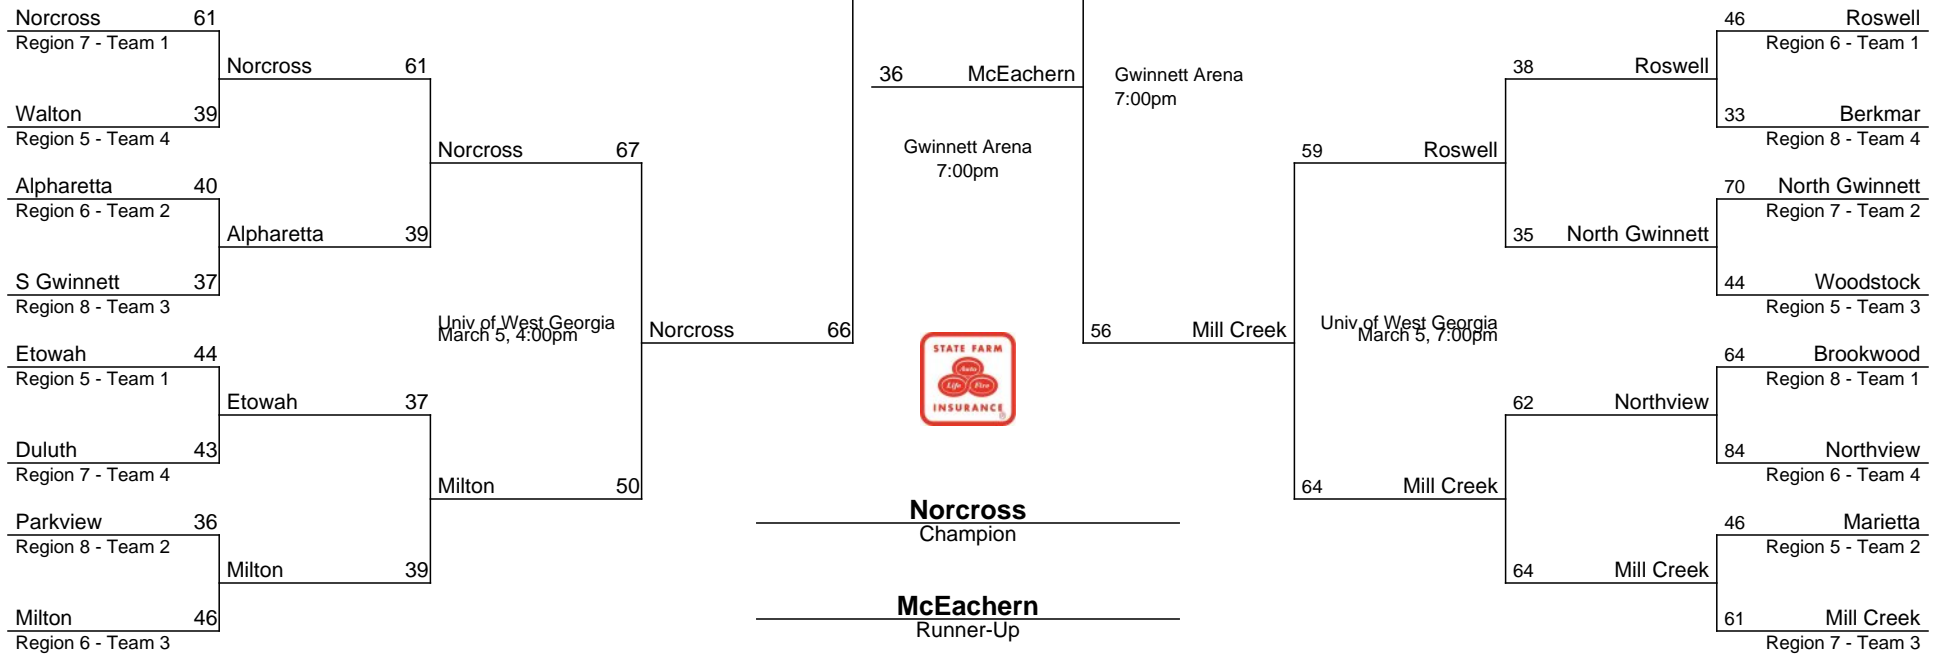 Norcross 61
Region 7 - Team 1
Walton 39
Region 5 - Team 4
Alpharetta 40
Region 6 - Team 2
S Gwinnett 37
Region 8 - Team 3
Etowah 44
Region 5 - Team 1
Duluth 43
Region 7 - Team 4
Parkview 36
Region 8 - Team 2
Milton 46
Region 6 - Team 3
Norcross 61
Alpharetta 39
Etowah 37
Milton 39
Norcross 67
Univ of West Georgia
March 5, 4:00pm
Milton 50
Norcross 66
36 McEachern
Gwinnett Arena
7:00pm
Gwinnett Arena
7:00pm
STATE FARM
Auto
Life Fire
INSURANCE
®
Norcross
Champion
McEachern
Runner-Up
56 Mill Creek
59 Roswell
Univ of West Georgia
March 5, 7:00pm
64 Mill Creek
38 Roswell
35 North Gwinnett
62 Northview
64 Mill Creek
46 Roswell
Region 6 - Team 1
33 Berkmar
Region 8 - Team 4
70 North Gwinnett
Region 7 - Team 2
44 Woodstock
Region 5 - Team 3
64 Brookwood
Region 8 - Team 1
84 Northview
Region 6 - Team 4
46 Marietta
Region 5 - Team 2
61 Mill Creek
Region 7 - Team 3